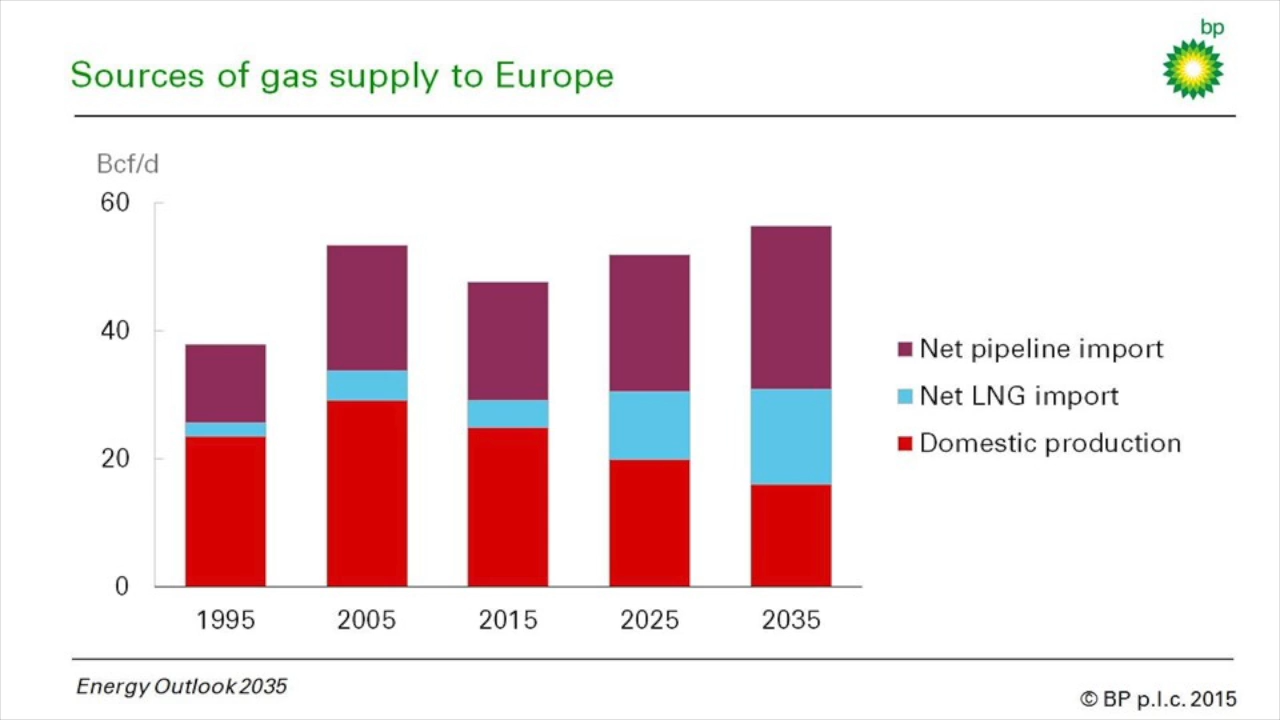 bp
Sources of gas supply to Europe
Bcf/d
60
40
20
0
1995 2005 2015 2025 2035
Net pipeline import
Net LNG import
Domestic production
Energy Outlook 2035
© BP p.l.c. 2015